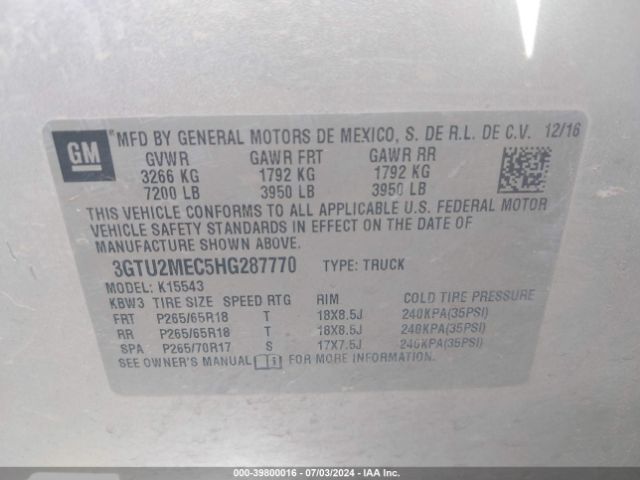 GM
*MFD BY GENERAL MOTORS DE MEXICO, S. DE R.L. DE C.V. 12/16
GVWR GAWR FRT GAWR RR
3266 KG 1792 KG 1792 KG
7200 LB 3950 LB 3950 LB
THIS VEHICLE CONFORMS TO ALL APPLICABLE U.S. FEDERAL MOTOR
VEHICLE SAFETY STANDARDS IN EFFECT ON THE DATE OF
MANUFACTURE SHOWN ABOVE.
3GTU2MEC5HG287770 TYPE: TRUCK
MODEL: K15543
KBW3 TIRE SIZE SPEED RTG RIM COLD TIRE PRESSURE
FRT P265/65R18 T 18X8.5J 240KPA(35PSI)
RR P265/65R18 T 18X8.5J 240KPA(35PSI)
SPA P265/70R17 S 17X7.5J 240KPA(35PSI)
SEE OWNER'S MANUAL FOR MORE INFORMATION.
000-39800016 - 07/03/2024 - IAA Inc.